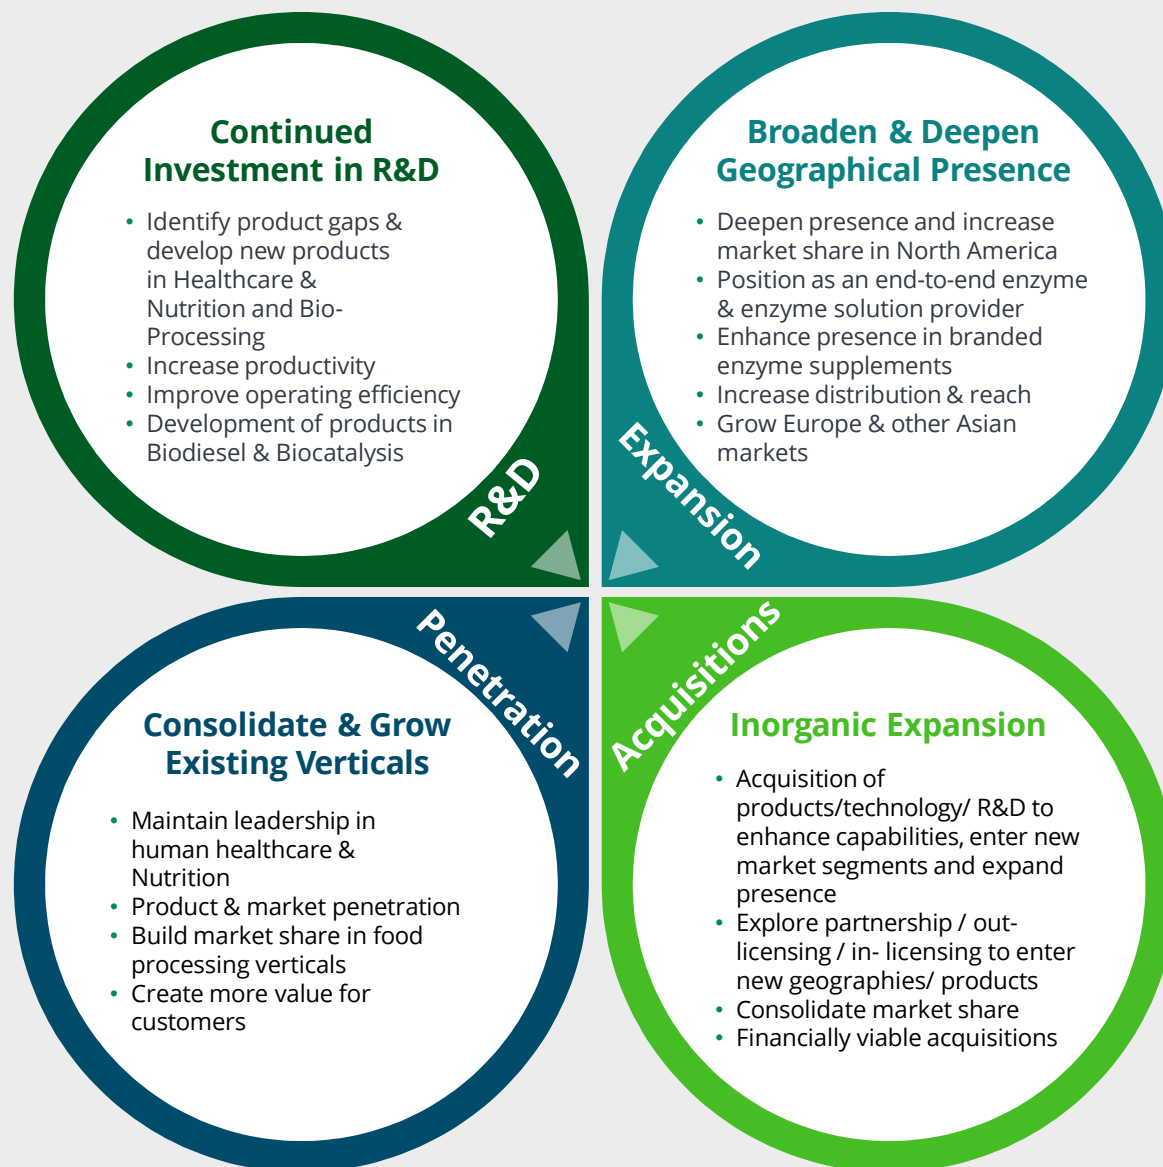 Continued
Investment in R&D
• Identify product gaps &
develop new products
in Healthcare &
Nutrition and Bio-
Processing
• Increase productivity
• Improve operating efficiency
• Development of products in
Biodiesel & Biocatalysis
R&D
Broaden & Deepen
Geographical Presence
• Deepen presence and increase
market share in North America
• Position as an end-to-end enzyme
& enzyme solution provider
• Enhance presence in branded
enzyme supplements
• Increase distribution & reach
• Grow Europe & other Asian
markets
Expansion
Penetration
Consolidate & Grow
Existing Verticals
• Maintain leadership in
human healthcare &
Nutrition
• Product & market penetration
• Build market share in food
processing verticals
• Create more value for
customers
Acquisitions
Inorganic Expansion
• Acquisition of
products/technology/ R&D to
enhance capabilities, enter new
market segments and expand
presence
• Explore partnership / out-
licensing / in- licensing to enter
new geographies/ products
• Consolidate market share
• Financially viable acquisitions